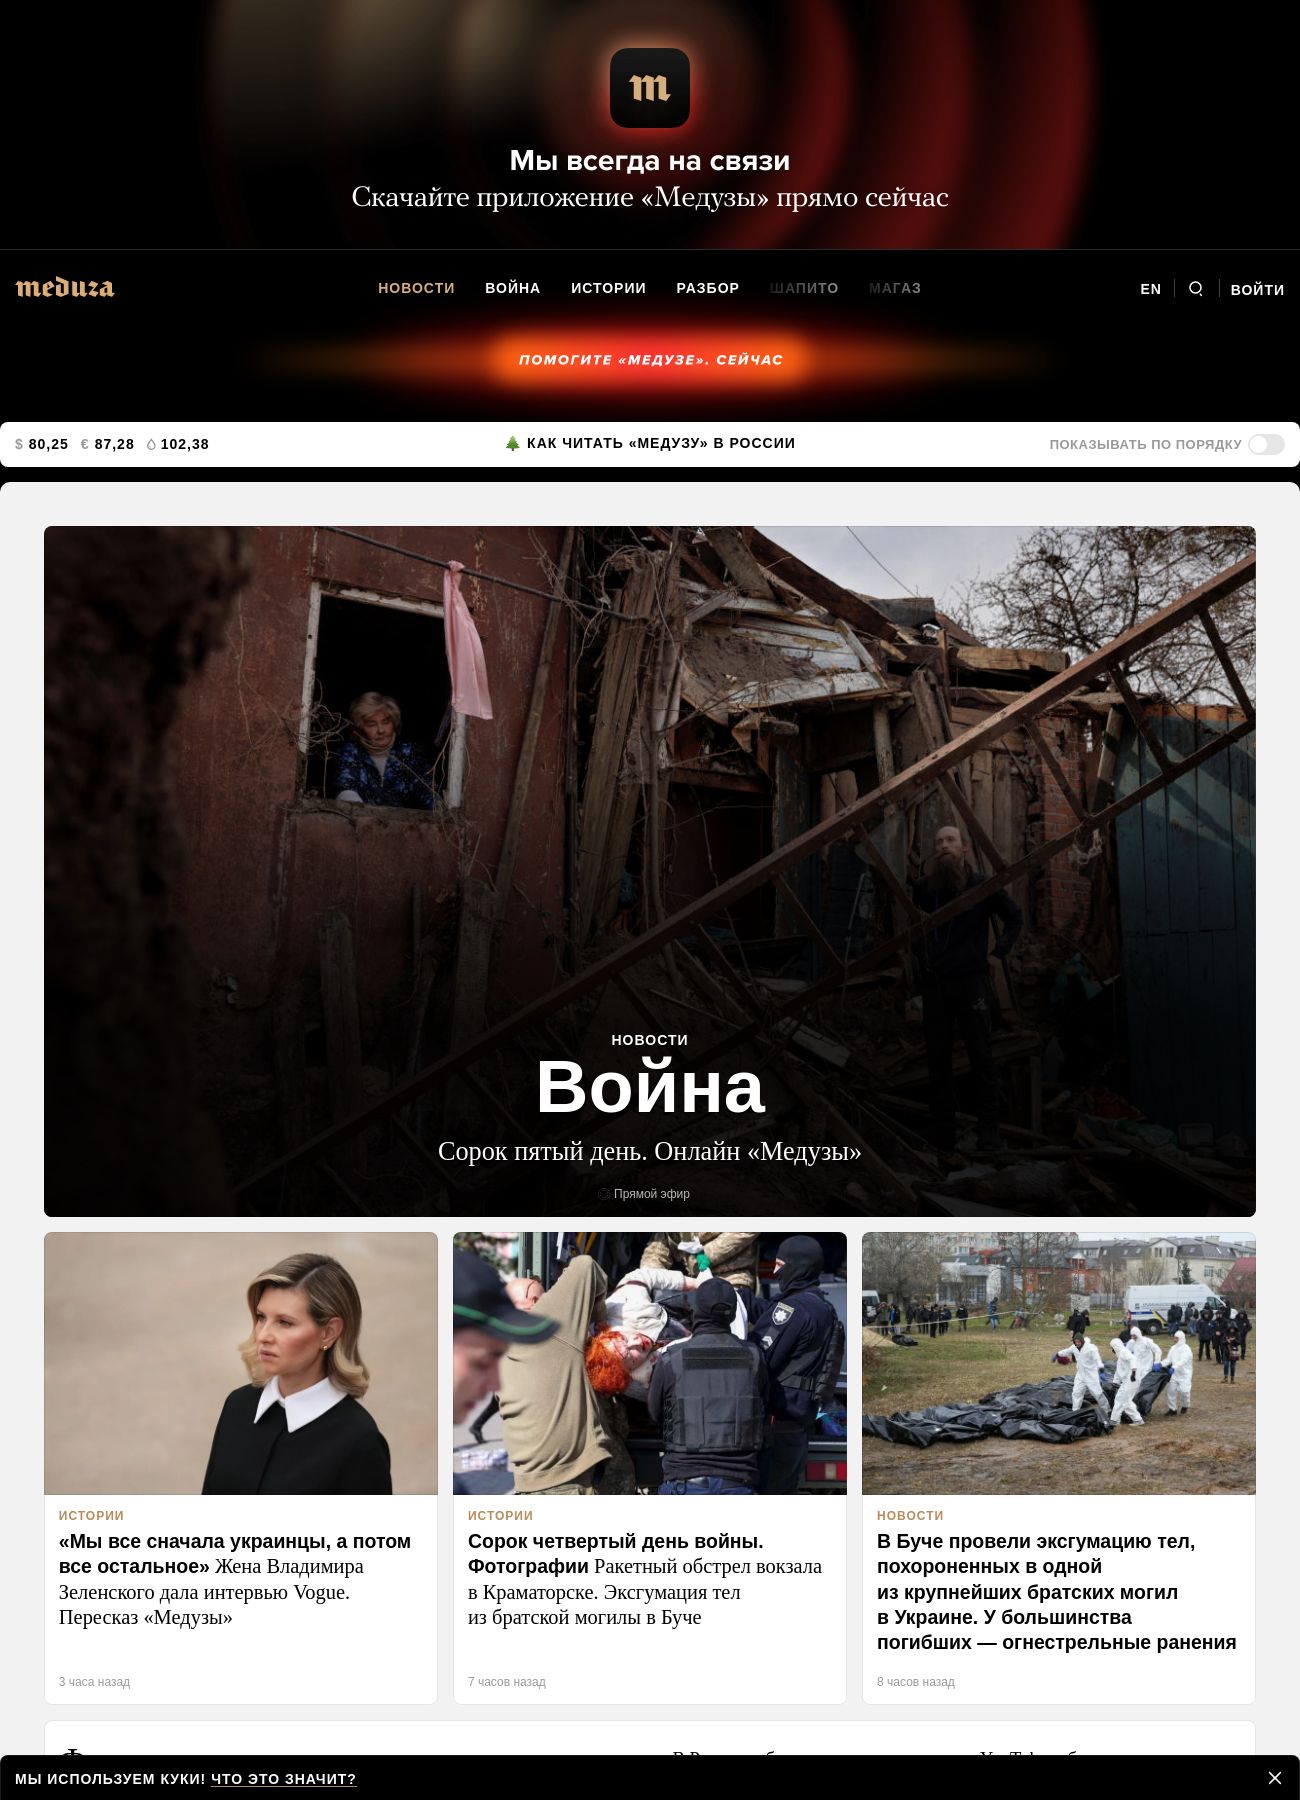 m
Мы всегда на связи
Скачайте приложение «Медузы» прямо сейчас
meduza
НОВОСТИ ВОЙНА ИСТОРИИ РАЗБОР ШАПИТО МАГАЗ
EN ВОЙТИ
ПОМОГИТЕ «МЕДУЗЕ». СЕЙЧАС
$ 80,25 € 87,28 102,38
КАК ЧИТАТЬ «МЕДУЗУ» В РОССИИ
ПОКАЗЫВАТЬ ПО ПОРЯДКУ
НОВОСТИ
Война
Сорок пятый день. Онлайн «Медузы»
Прямой эфир
ИСТОРИИ
«Мы все сначала украинцы, а потом
все остальное» Жена Владимира
Зеленского дала интервью Vogue.
Пересказ «Медузы»
3 часа назад
ИСТОРИИ
Сорок четвертый день войны.
Фотографии Ракетный обстрел вокзала
в Краматорске. Эксгумация тел
из братской могилы в Буче
7 часов назад
НОВОСТИ
В Буче провели эксгумацию тел,
похороненных в одной
из крупнейших братских могил
в Украине. У большинства
погибших — огнестрельные ранения
8 часов назад
МЫ ИСПОЛЬЗУЕМ КУКИ! ЧТО ЭТО ЗНАЧИТ?